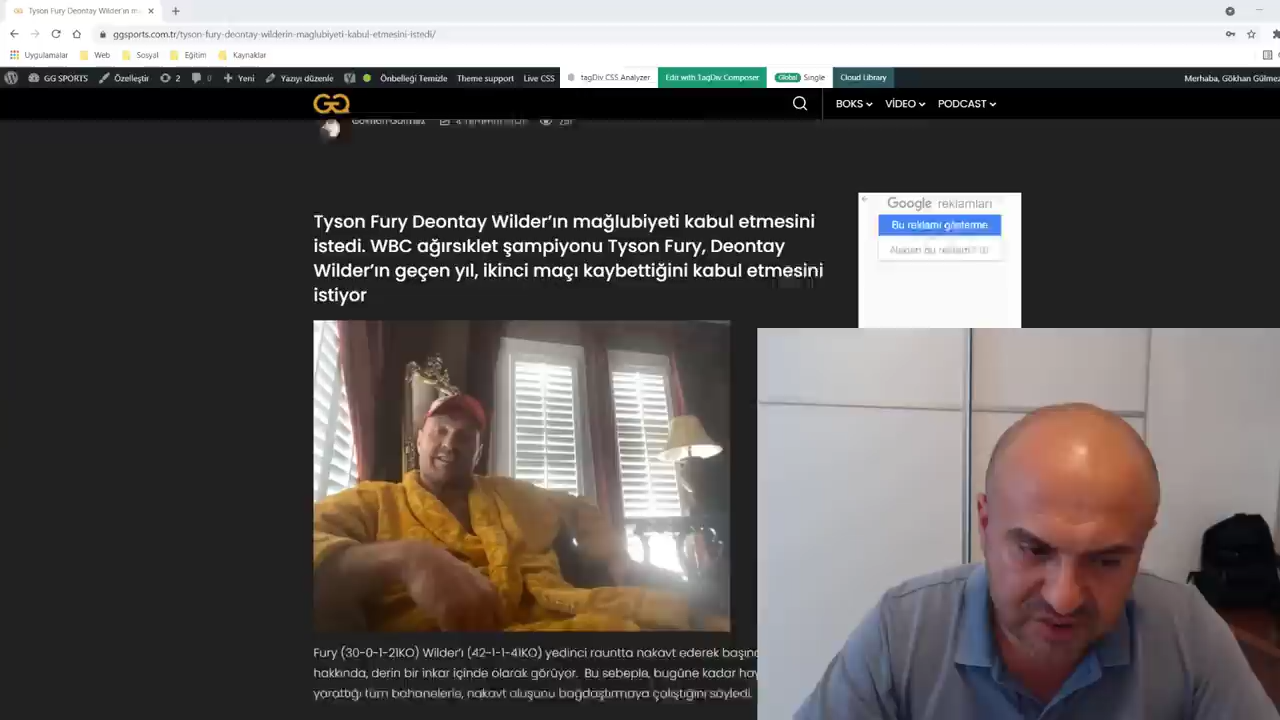 Tyson Fury Deontay Wilder'ın m
ggsports.com.tr/tyson-fury-deontay-wilderin-maglubiyeti-kabul-etmesini-istedi/
Uygulamalar Web Sosyal Eğitim Kaynaklar
GG SPORTS Özelleştir 2 0 Yeni Yazıyı düzenle Önbelleği Temizle Theme support Live CSS tagDiv CSS Analyzer Edit with TagDiv Composer Global Single Cloud Library Merhaba, Gökhan Gülmez
GG BOKS VİDEO PODCAST
Gökhan Gülmez
Google reklamları
Bu reklamı gösterme
Tyson Fury Deontay Wilder'ın mağlubiyeti kabul etmesini
istedi. WBC ağırsıklet şampiyonu Tyson Fury, Deontay
Wilder'ın geçen yıl, ikinci maçı kaybettiğini kabul etmesini
istiyor
Fury (30-0-1-21KO) Wilder'ı (42-1-1-41KO) yedinci rauntta nakavt ederek
hakkında, derin bir inkar içinde olarak görüyor. Bu sebeple, bugüne kadar
yarattığı tüm bahanelerle, nakavt oluşunu bağdaştırmaya çalıştığını söyledi.